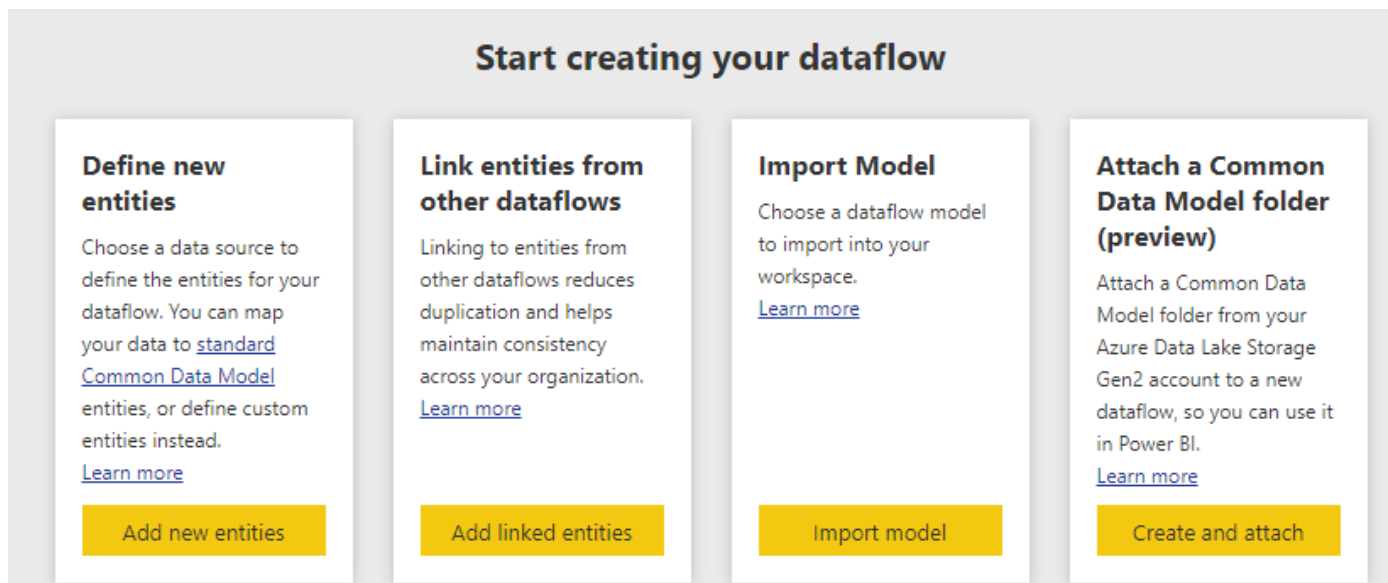 Start creating your dataflow
Define new
entities
Choose a data source to
define the entities for your
dataflow. You can map
your data to standard
Common Data Model
entities, or define custom
entities instead.
Learn more
Add new entities
Link entities from
other dataflows
Linking to entities from
other dataflows reduces
duplication and helps
maintain consistency
across your organization.
Learn more
Add linked entities
Import Model
Choose a dataflow model
to import into your
workspace.
Learn more
Import model
Attach a Common
Data Model folder
(preview)
Attach a Common Data
Model folder from your
Azure Data Lake Storage
Gen2 account to a new
dataflow, so you can use it
in Power BI.
Learn more
Create and attach